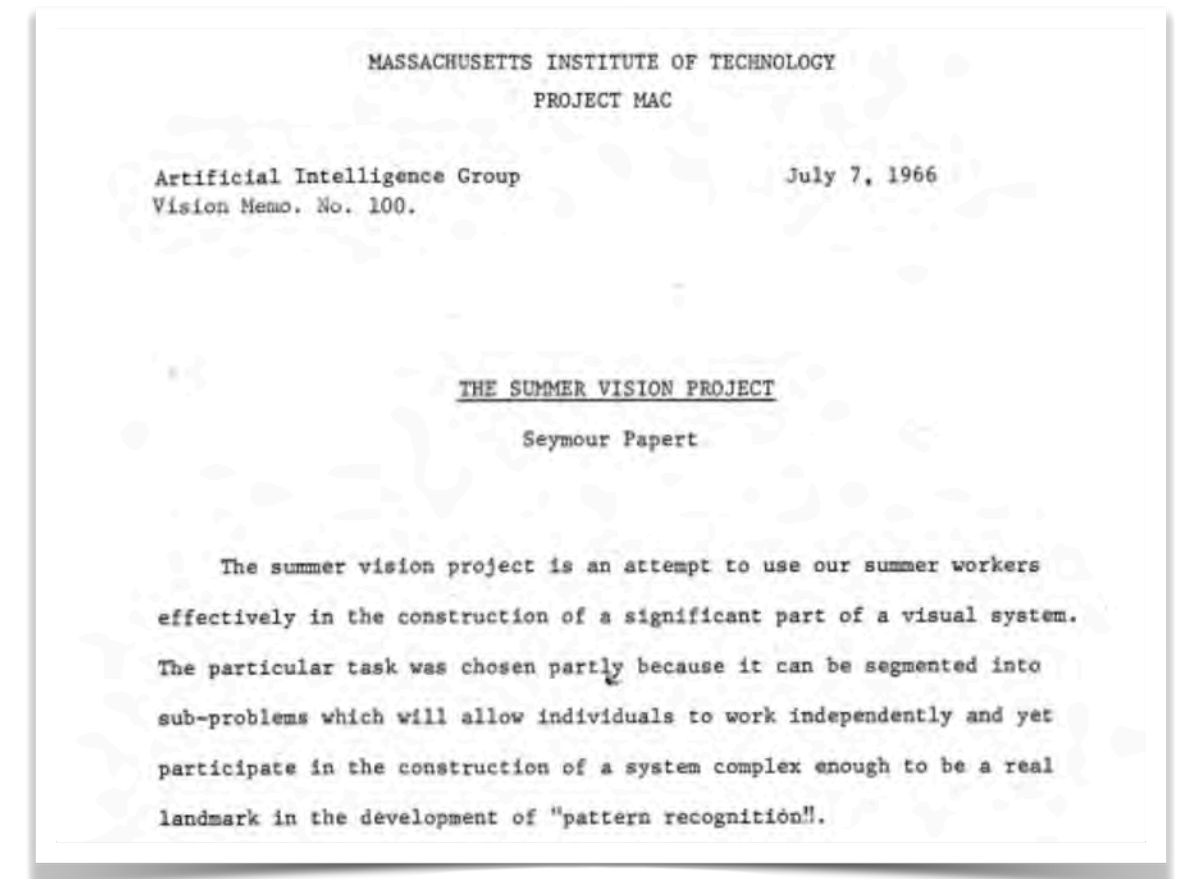 MASSACHUSETTS INSTITUTE OF TECHNOLOGY
PROJECT MAC
Artificial Intelligence Group July 7, 1966
Vision Memo. No. 100.
THE SUMMER VISION PROJECT
Seymour Papert
The summer vision project is an attempt to use our summer workers
effectively in the construction of a significant part of a visual system.
The particular task was chosen partly because it can be segmented into
sub-problems which will allow individuals to work independently and yet
participate in the construction of a system complex enough to be a real
landmark in the development of "pattern recognition".